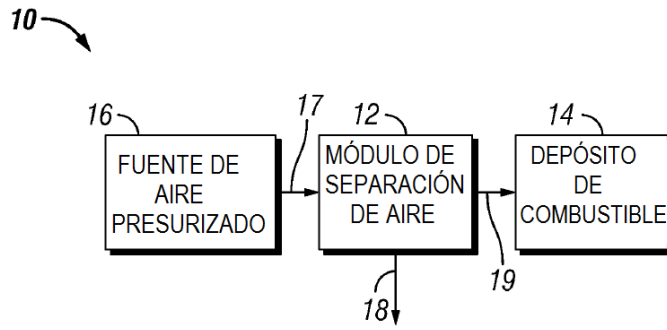 10
16
17
12
14
FUENTE DE
AIRE
PRESURIZADO
MÓDULO DE
SEPARACIÓN
DE AIRE
DEPÓSITO
DE
COMBUSTIBLE
18
19